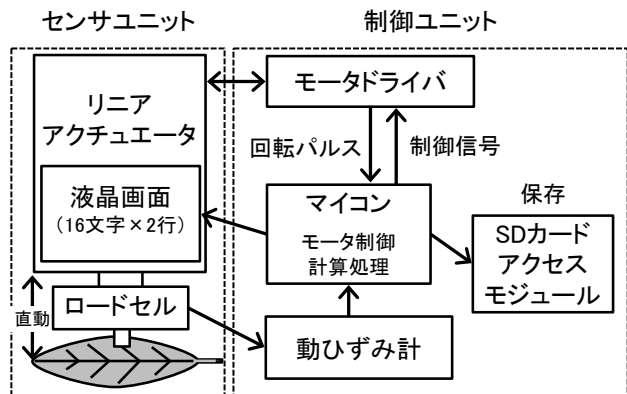 センサユニット
リニア
アクチュエータ
液晶画面
(16文字×2行)
直動
ロードセル
制御ユニット
モータドライバ
回転パルス
制御信号
マイコン
モータ制御
計算処理
動ひずみ計
保存
SDカード
アクセス
モジュール